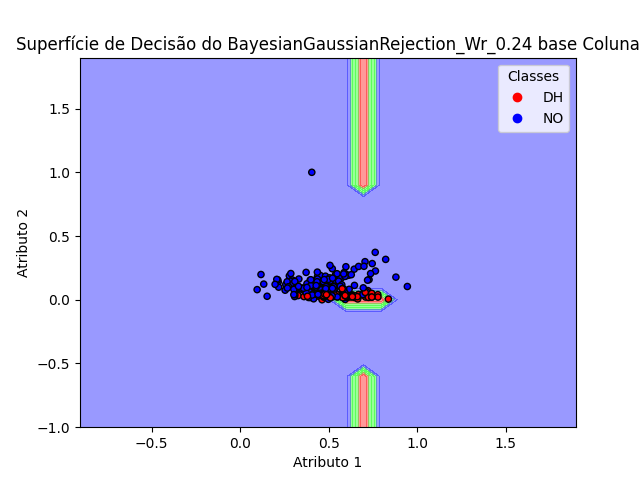 Superfície de Decisão do BayesianGaussianRejection_Wr_0.24 base Coluna
Classes
DH
NO
1.5
1.0
0.5
0.0
−0.5
−1.0
Atributo 2
−0.5
0.0
0.5
1.0
1.5
Atributo 1